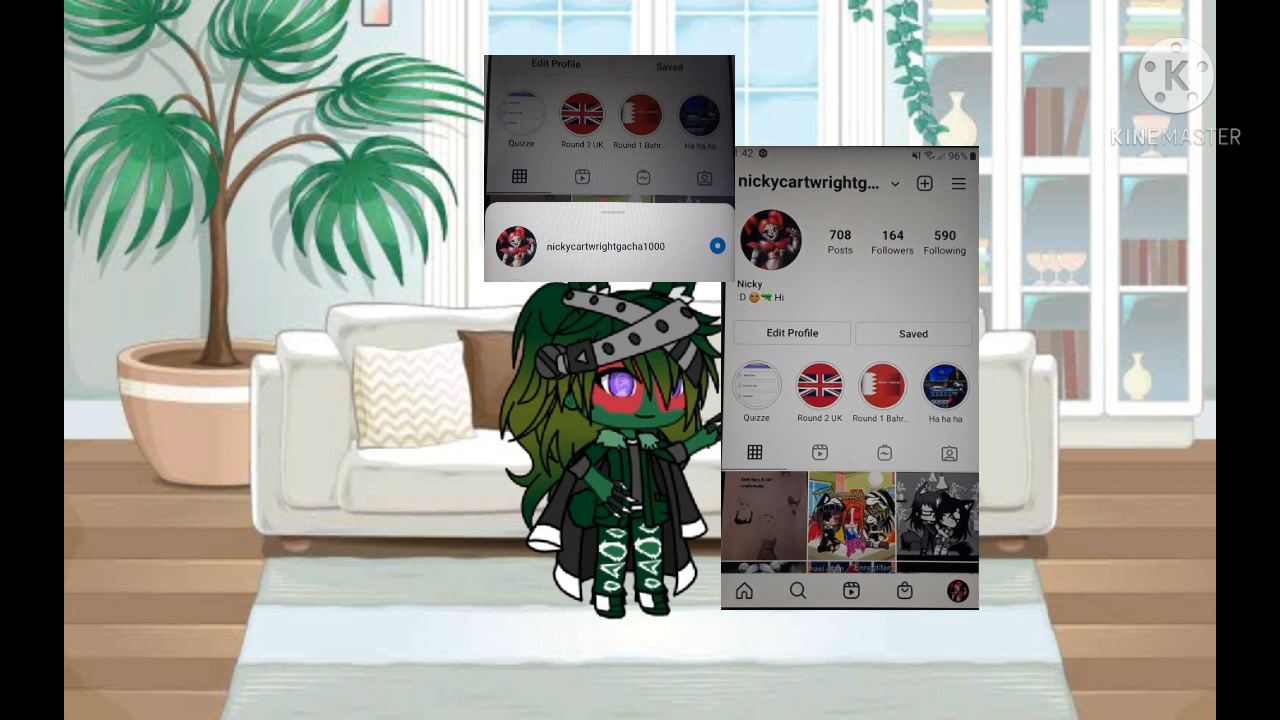 Edit Profile
Saved
Quizze
Round 2 UK
Round 1 Bahr..
Ha ha ha
nickycartwrightgacha1000
K
KINEMASTER
1:42
96%
nickycartwrightg...
708
164
590
Posts
Followers
Following
Nicky
:D 😊🔫 Hi
Edit Profile
Saved
Quizze
Round 2 UK
Round 1 Bahr..
Ha ha ha